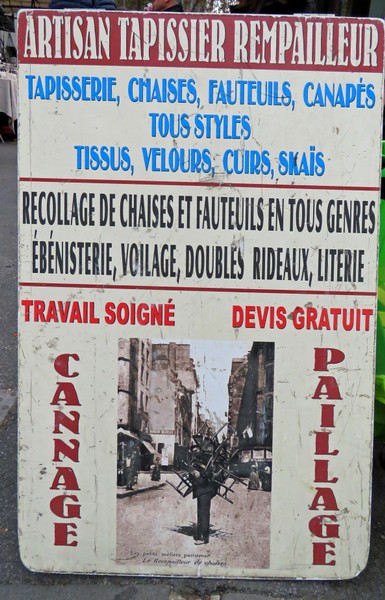 ARTISAN TAPISSIER REMPAILLEUR
TAPISSERIE, CHAISES, FAUTEUILS, CANAPÉS
TOUS STYLES
TISSUS, VELOURS, CUIRS, SKAÏS
RECOLLAGE DE CHAISES ET FAUTEUILS EN TOUS GENRES
ÉBÉNISTERIE, VOILAGE, DOUBLES RIDEAUX, LITERIE
TRAVAIL SOIGNÉ
DEVIS GRATUIT
CANNAGE
PAILLAGE
Les petits métiers parisiens
Le Rempailleur de chaises